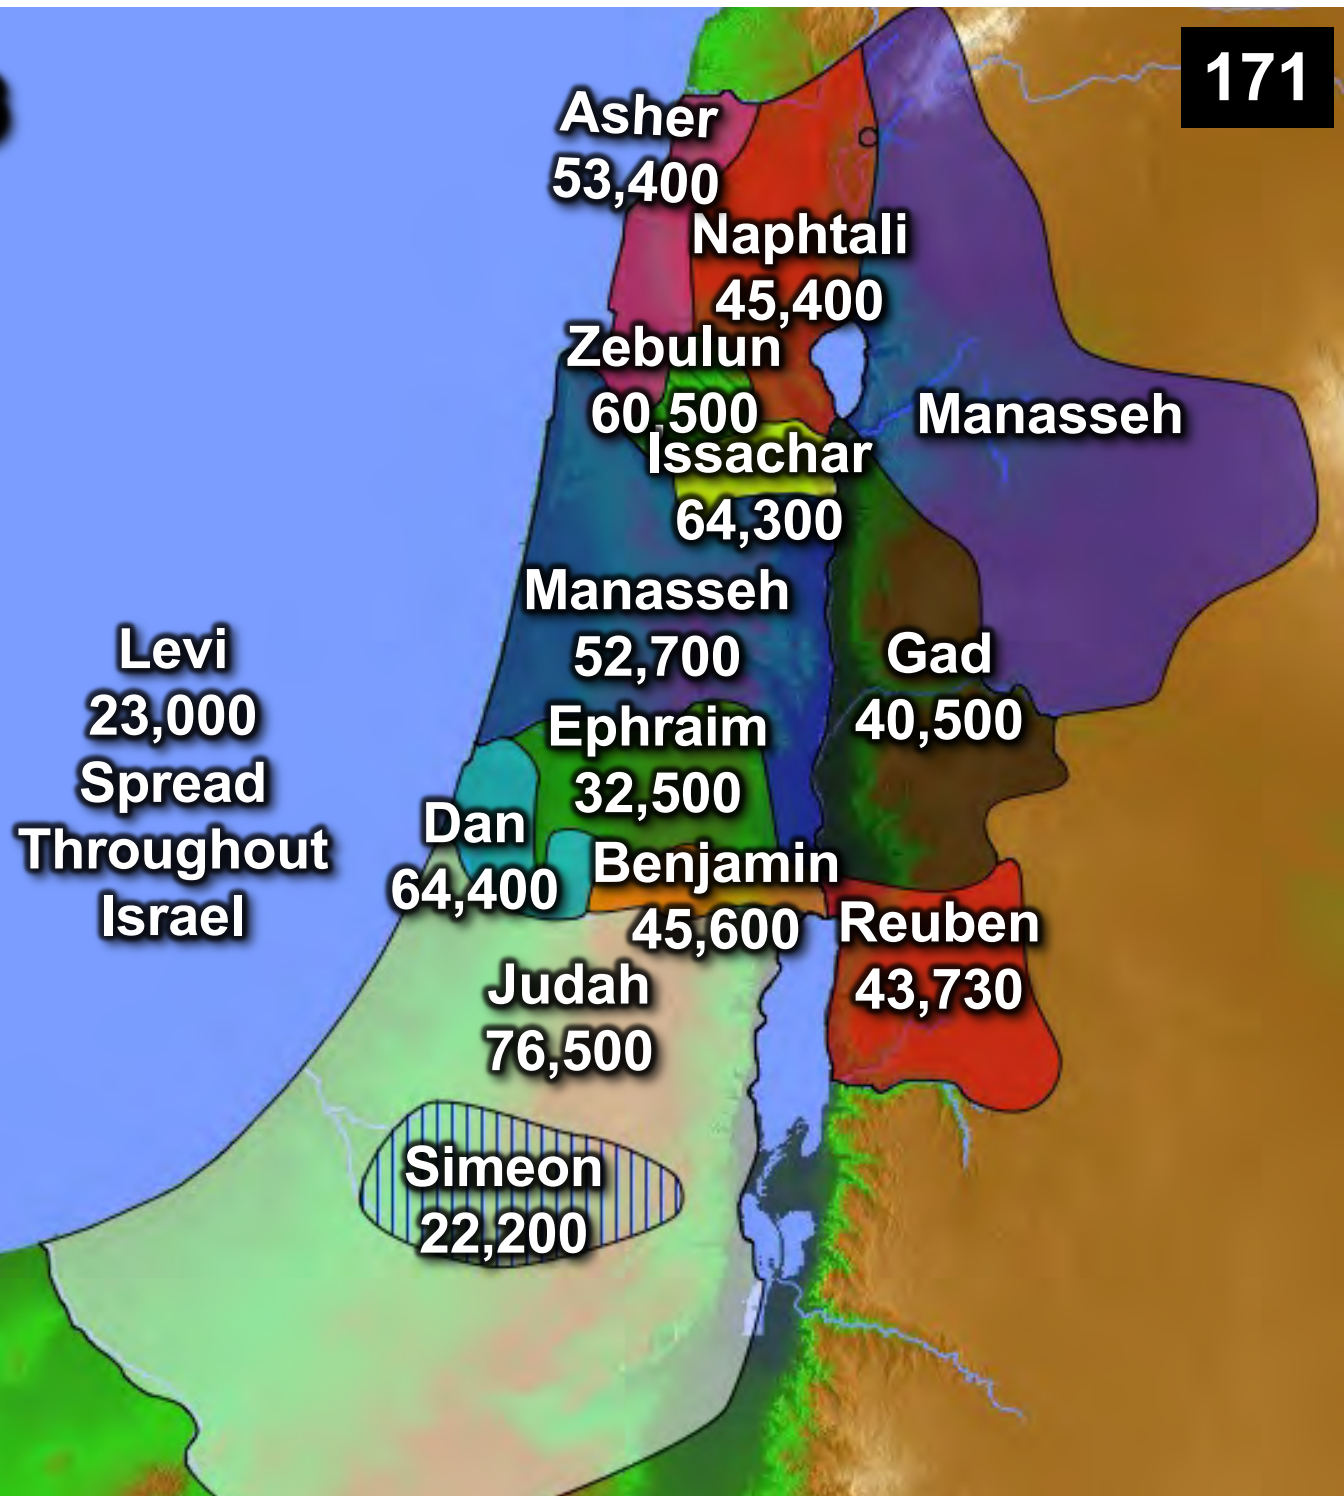 171
Asher
53,400
Naphtali
45,400
Zebulun
60,500
Manasseh
Issachar
64,300
Manasseh
52,700
Gad
40,500
Levi
23,000
Spread
Throughout
Israel
Ephraim
32,500
Dan
64,400
Benjamin
45,600
Reuben
43,730
Judah
76,500
Simeon
22,200